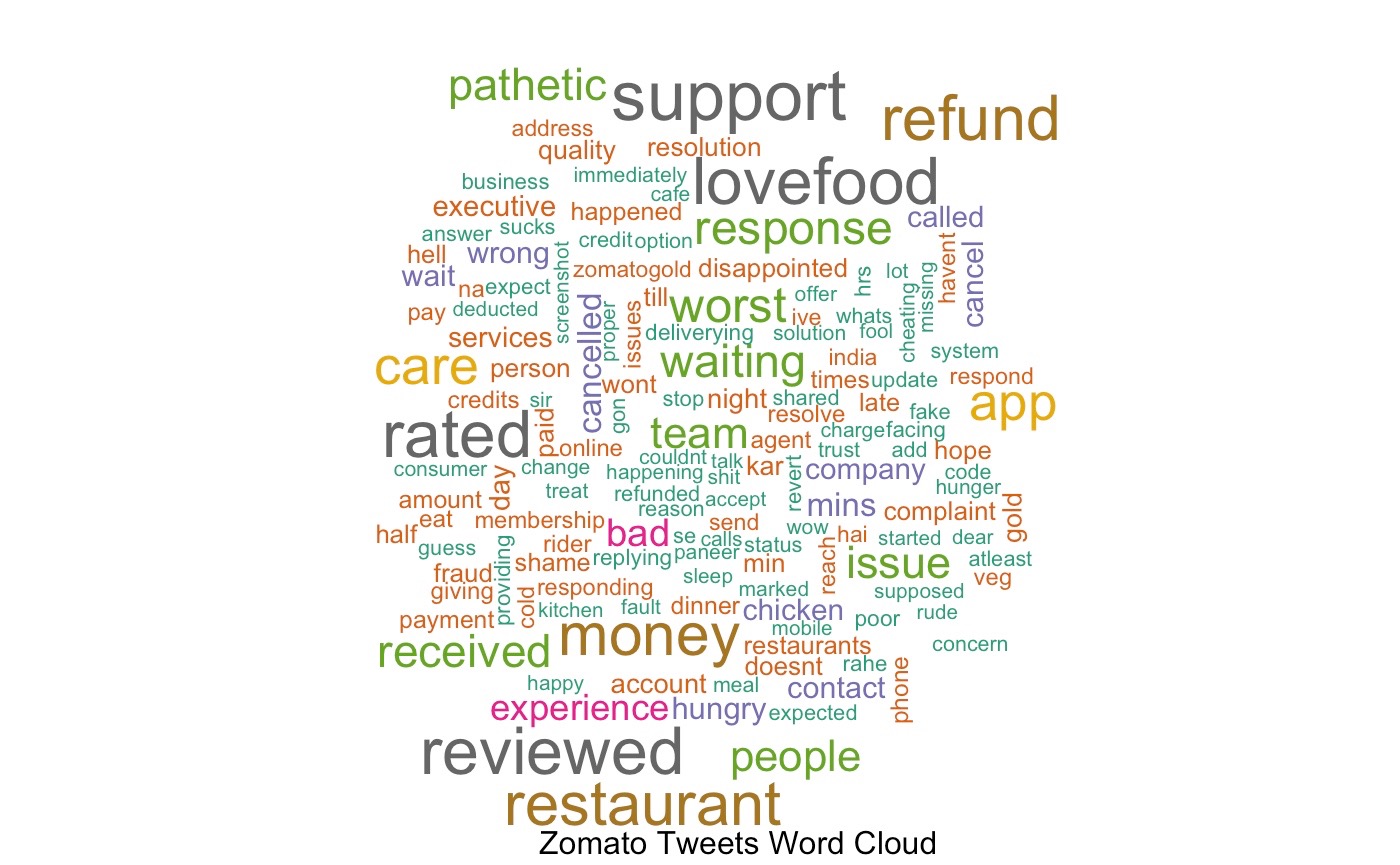 pathetic support refund
address
quality resolution
business immediately lovefood
cafe
executive happened response called
answer sucks credit option
hell wrong screenshot zomatogold disappointed hrs lot missing havent cancel
wait
na expect till worst offer cheating
pay deducted cancelled proper issues ive whats
services deliverying solution fool
care person waiting india system
wont times update respond
credits sir gon stop night shared late app
rated paid resolve fake
team agent charge facing
online couldnt talk trust add hope
consumer day change happening shit kar revert company code
treat refunded accept mins hunger
amount reason complaint gold
half eat membership bad send wow
guess providing rider se calls status hai started dear
shame replying paneer min reach issue atleast
fraud sleep veg
giving cold responding marked supposed
kitchen fault dinner chicken
payment money mobile poor rude
received restaurants concern
doesnt rahe phone
happy account meal contact
experience hungry expected
reviewed people
restaurant
Zomato Tweets Word Cloud